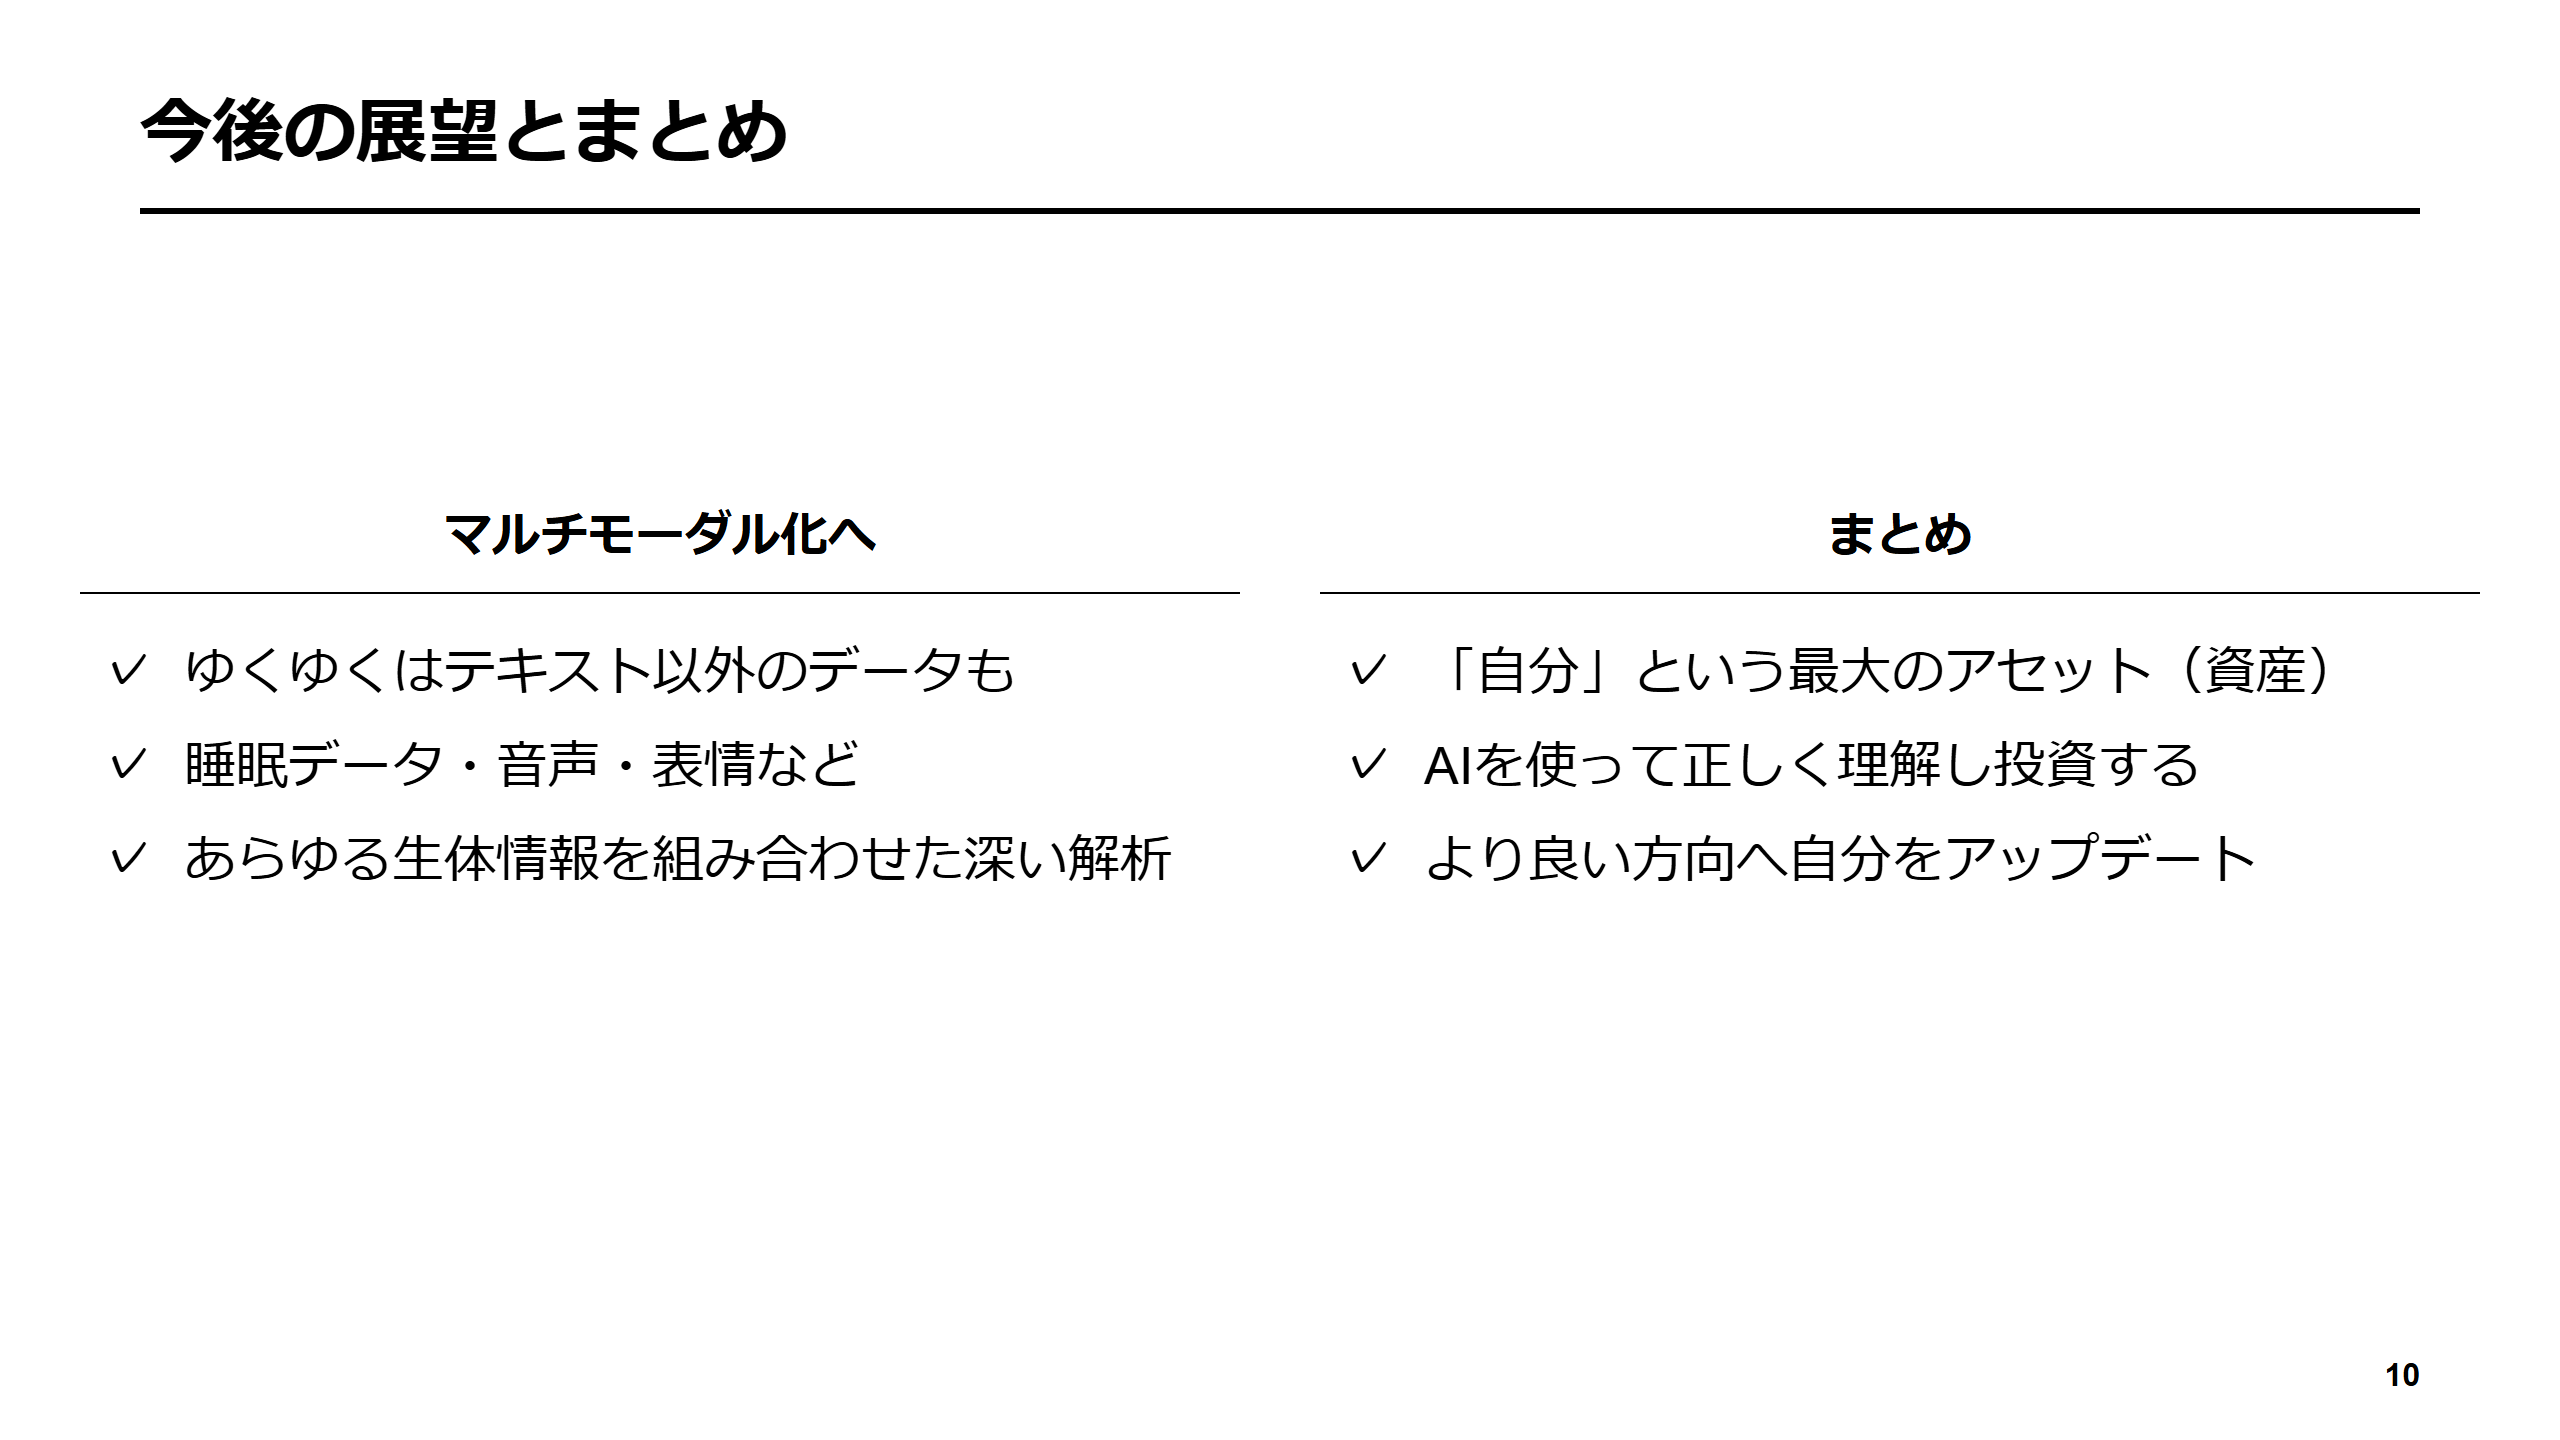 今後の展望とまとめ
マルチモーダル化へ
✓ ゆくゆくはテキスト以外のデータも
✓ 睡眠データ・音声・表情など
✓ あらゆる生体情報を組み合わせた深い解析
まとめ
✓ 「自分」という最大のアセット（資産）
✓ AIを使って正しく理解し投資する
✓ より良い方向へ自分をアップデート
10